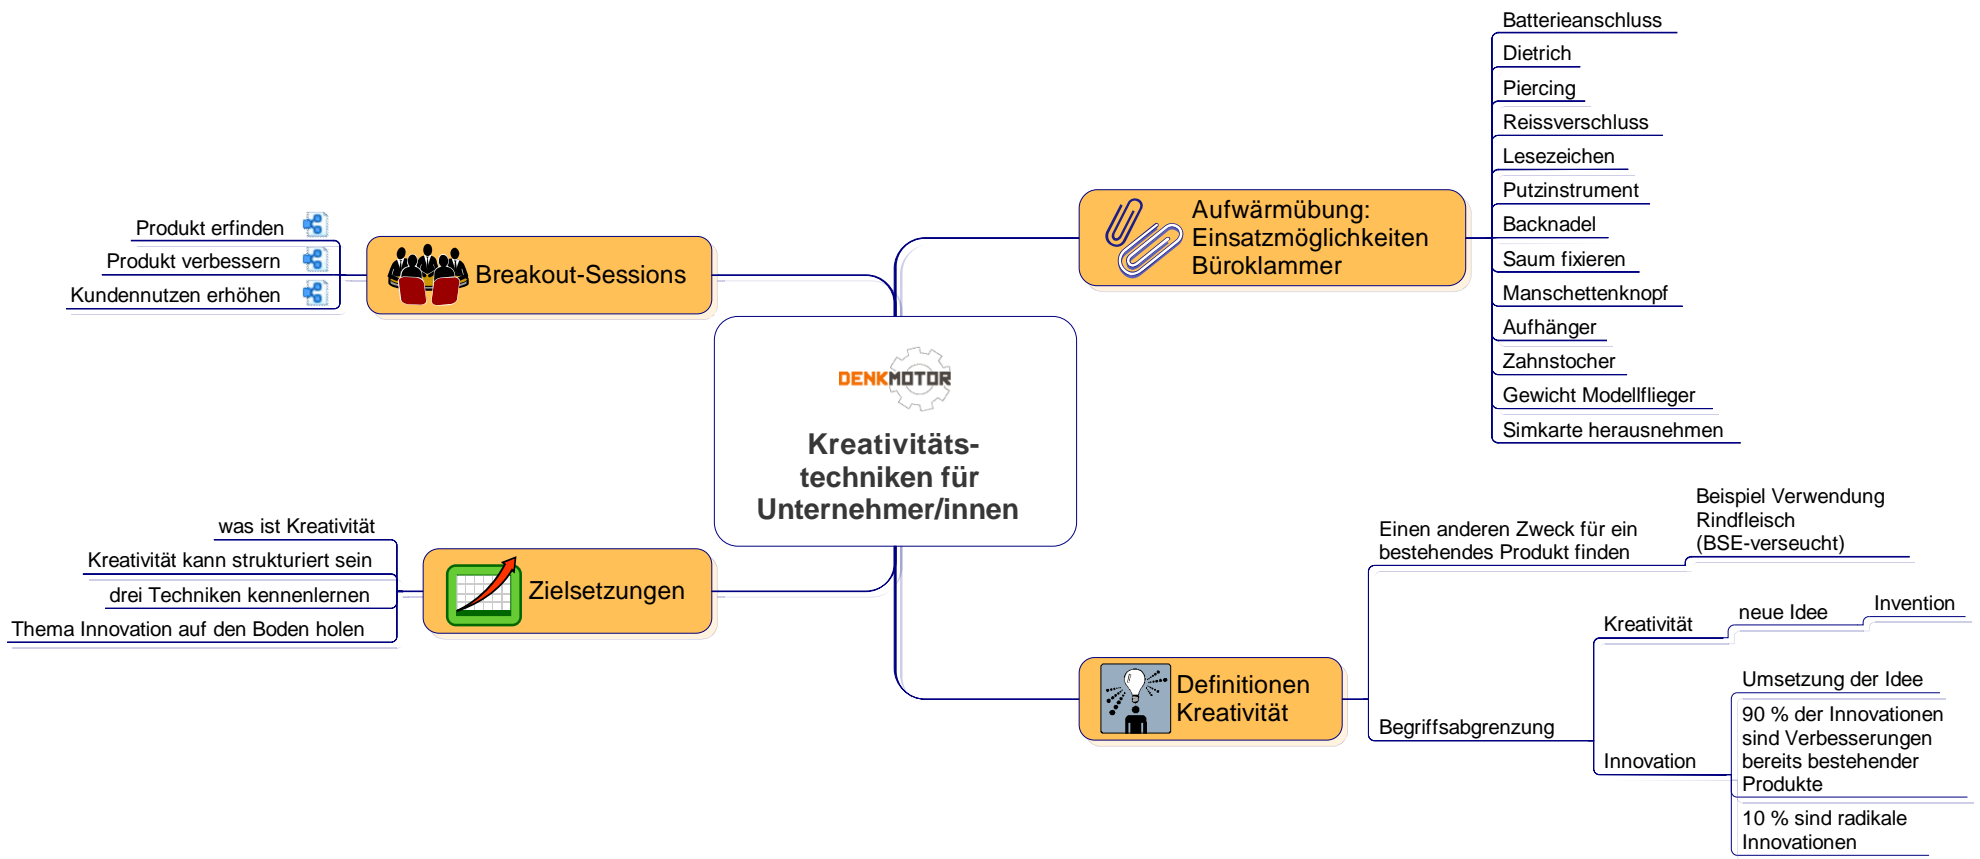 DENKMOTOR
Kreativitäts-
techniken für
Unternehmer/innen
Aufwärmübung:
Einsatzmöglichkeiten
Büroklammer
Batterieanschluss
Dietrich
Piercing
Reissverschluss
Lesezeichen
Putzinstrument
Backnadel
Saum fixieren
Manschettenknopf
Aufhänger
Zahnstocher
Gewicht Modellflieger
Simkarte herausnehmen
Definitionen
Kreativität
Einen anderen Zweck für ein
bestehendes Produkt finden
Beispiel Verwendung
Rindfleisch
(BSE-verseucht)
Begriffsabgrenzung
Kreativität
neue Idee
Invention
Innovation
Umsetzung der Idee
90 % der Innovationen
sind Verbesserungen
bereits bestehender
Produkte
10 % sind radikale
Innovationen
Breakout-Sessions
Produkt erfinden
Produkt verbessern
Kundennutzen erhöhen
Zielsetzungen
was ist Kreativität
Kreativität kann strukturiert sein
drei Techniken kennenlernen
Thema Innovation auf den Boden holen